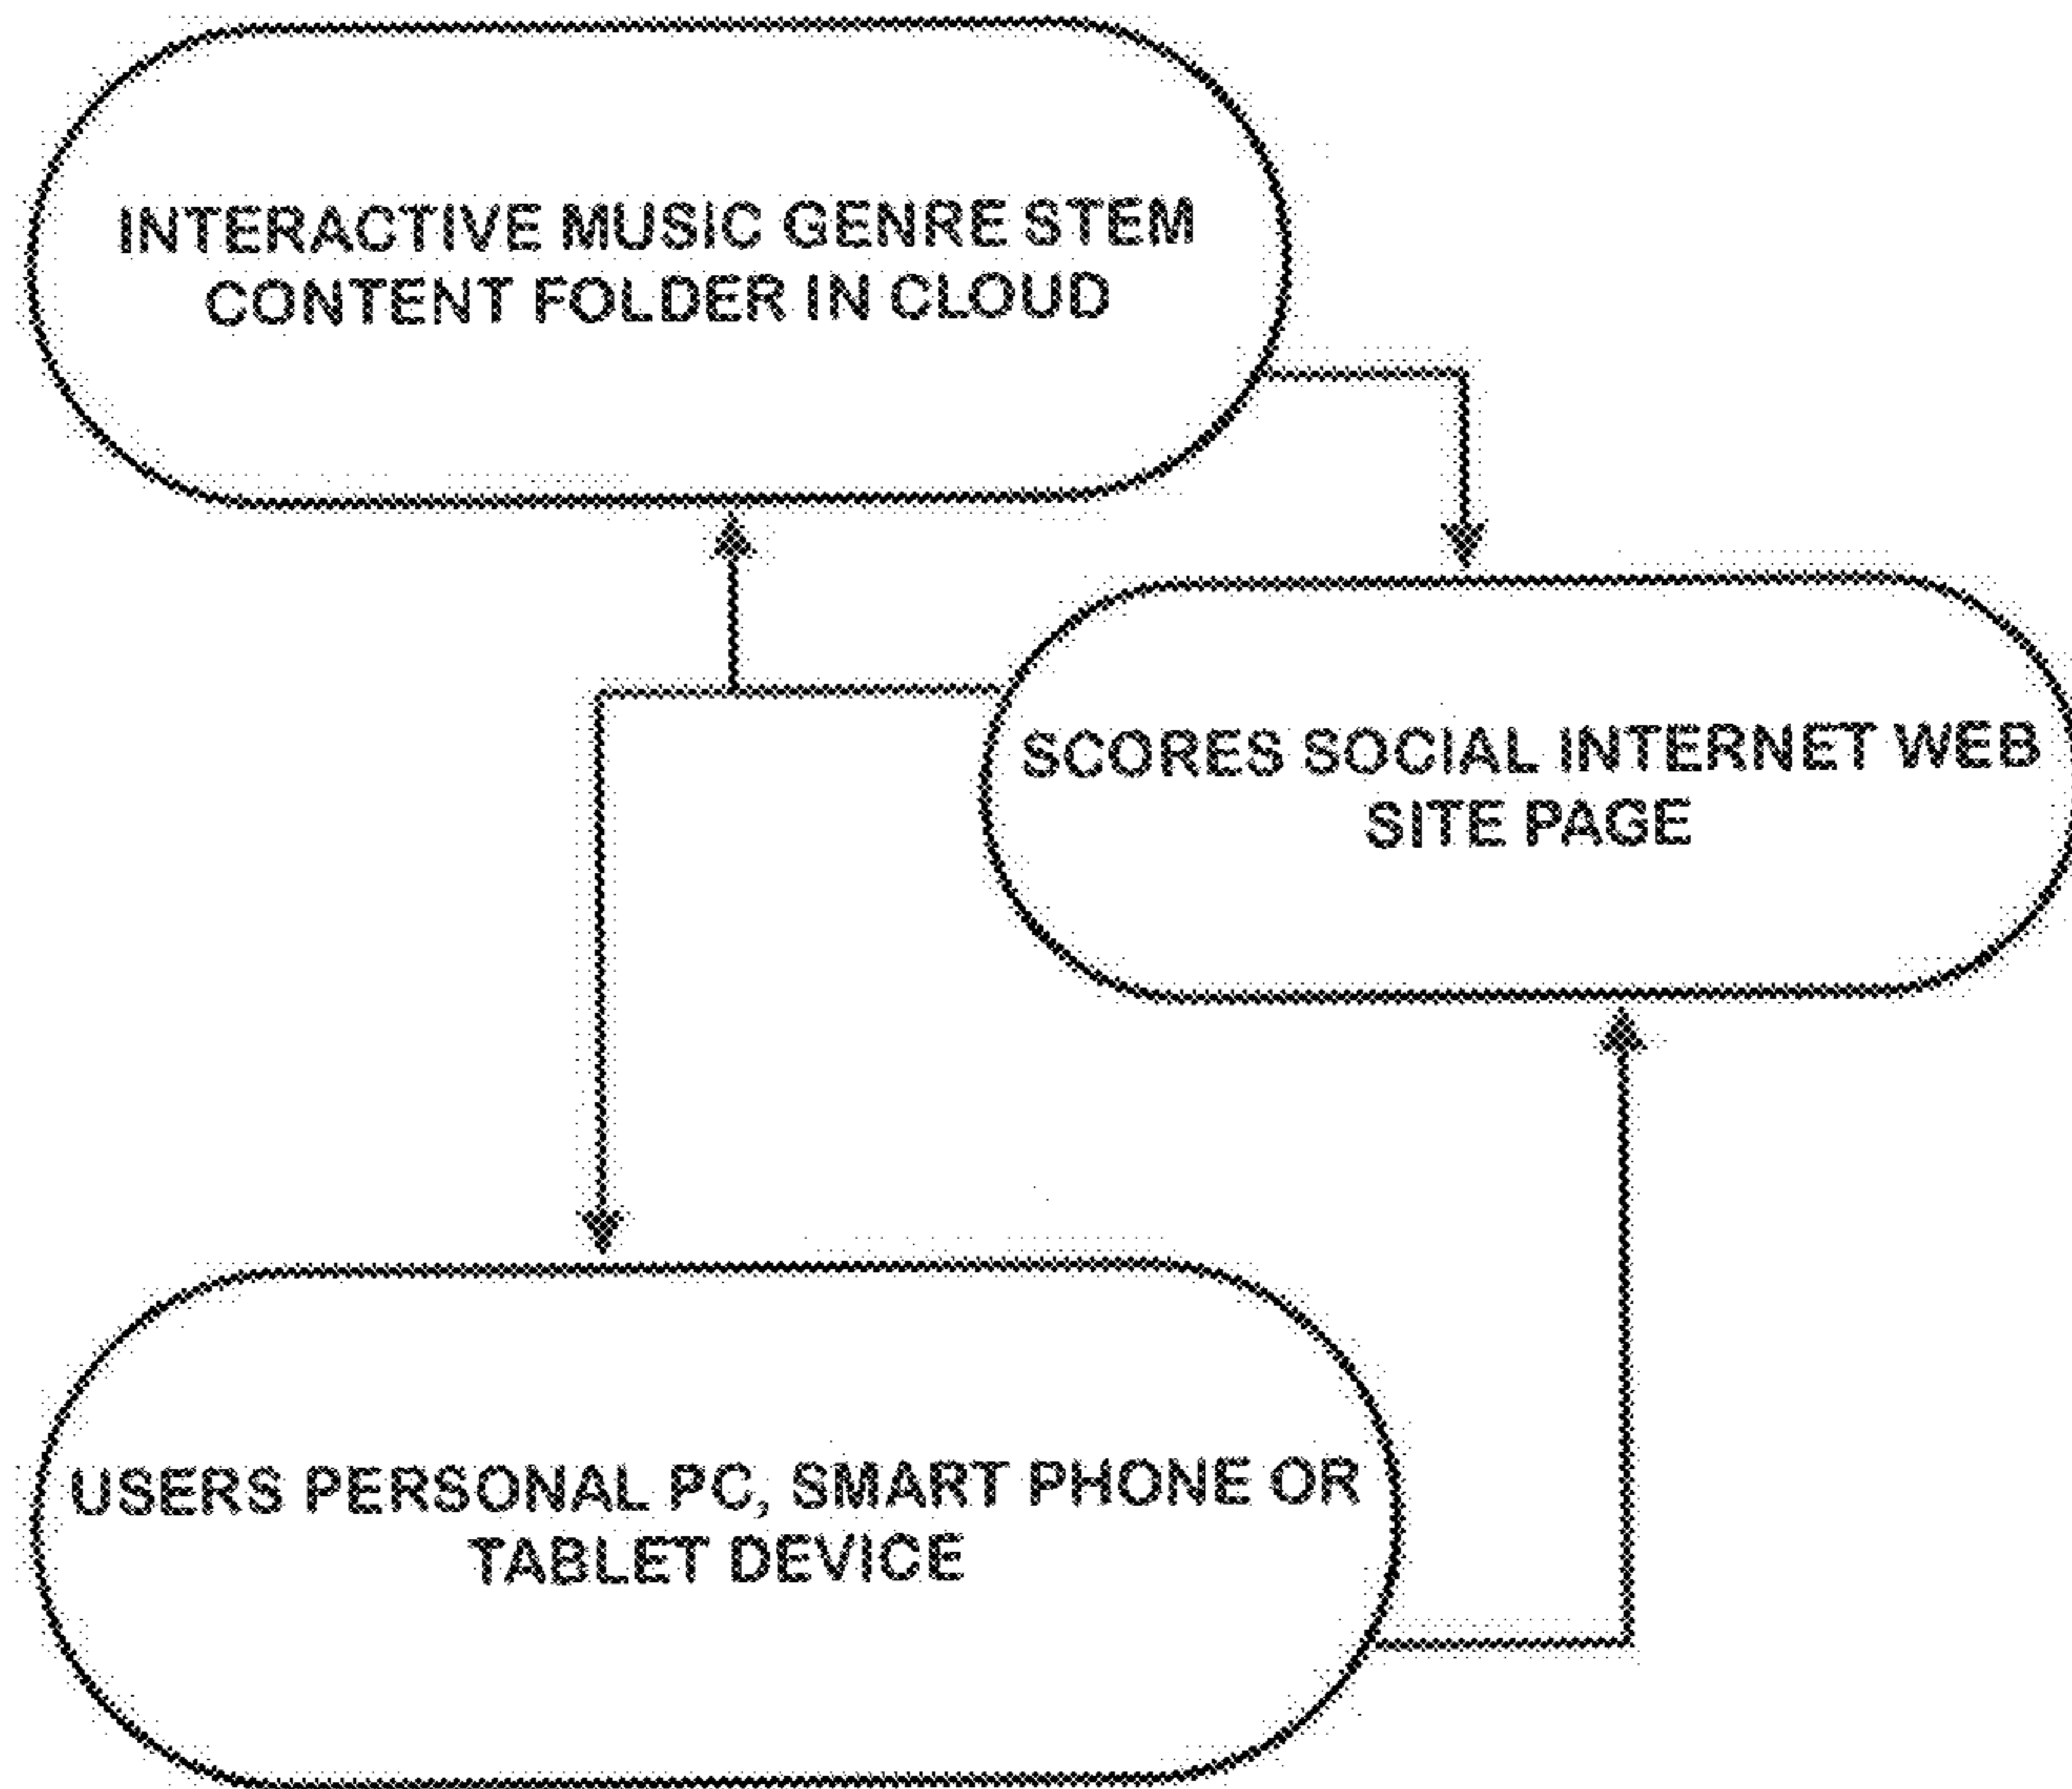 INTERACTIVE MUSIC GENRE STEM
CONTENT FOLDER IN CLOUD
SCORES SOCIAL INTERNET WEB
SITE PAGE
USERS PERSONAL PC, SMART PHONE OR
TABLET DEVICE